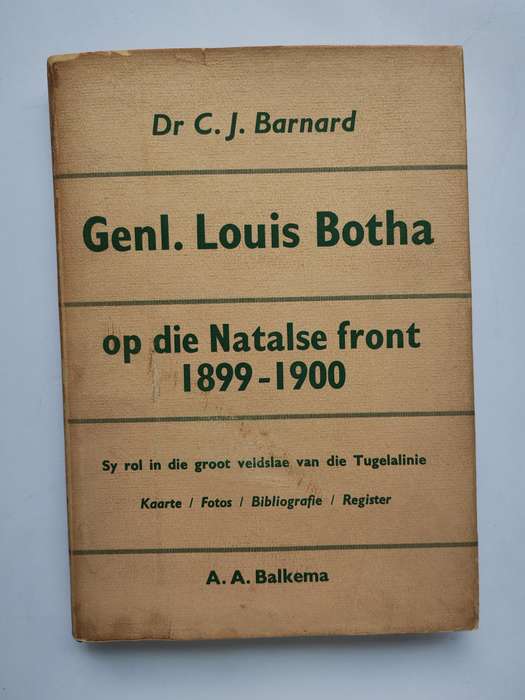 Dr C. J. Barnard
Genl. Louis Botha
op die Natalse front
1899-1900
Sy rol in die groot veldslae van die Tugelalinie
Kaarte / Fotos / Bibliografie / Register
A. A. Balkema